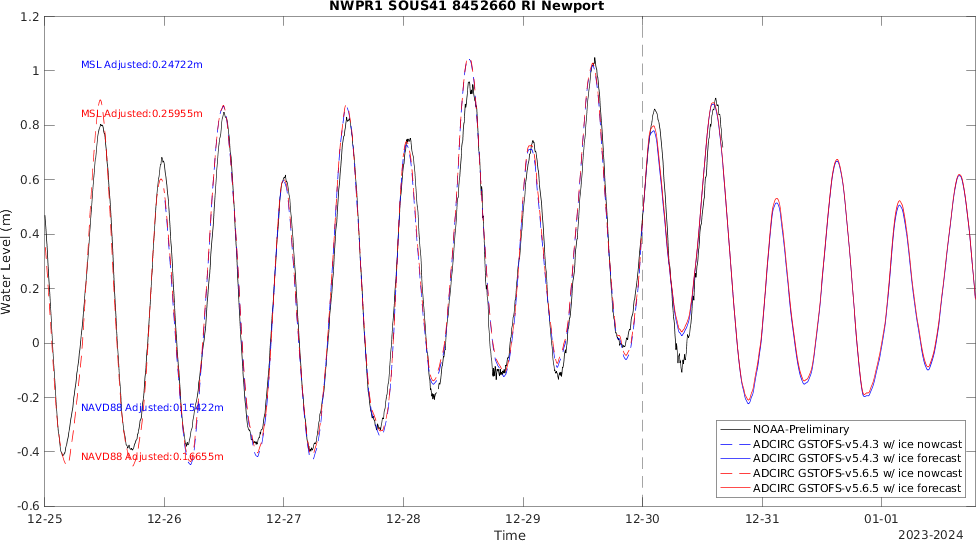 NWPR1 SOUS41 8452660 RI Newport
1.2
1
0.8
0.6
0.4
0.2
0
-0.2
-0.4
-0.6
Water Level (m)
MSL Adjusted:0.24722m
MSL Adjusted:0.25955m
NAVD88 Adjusted:0.15422m
NAVD88 Adjusted:0.16655m
NOAA-Preliminary
ADCIRC GSTOFS-v5.4.3 w/ ice nowcast
ADCIRC GSTOFS-v5.4.3 w/ ice forecast
ADCIRC GSTOFS-v5.6.5 w/ ice nowcast
ADCIRC GSTOFS-v5.6.5 w/ ice forecast
12-25 12-26 12-27 12-28 12-29 12-30 12-31 01-01
Time
2023-2024